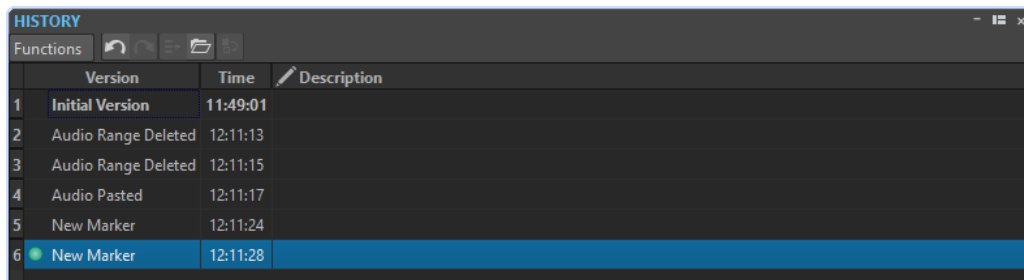 HISTORY
Functions
Version Time Description
1 Initial Version 11:49:01
2 Audio Range Deleted 12:11:13
3 Audio Range Deleted 12:11:15
4 Audio Pasted 12:11:17
5 New Marker 12:11:24
6 New Marker 12:11:28